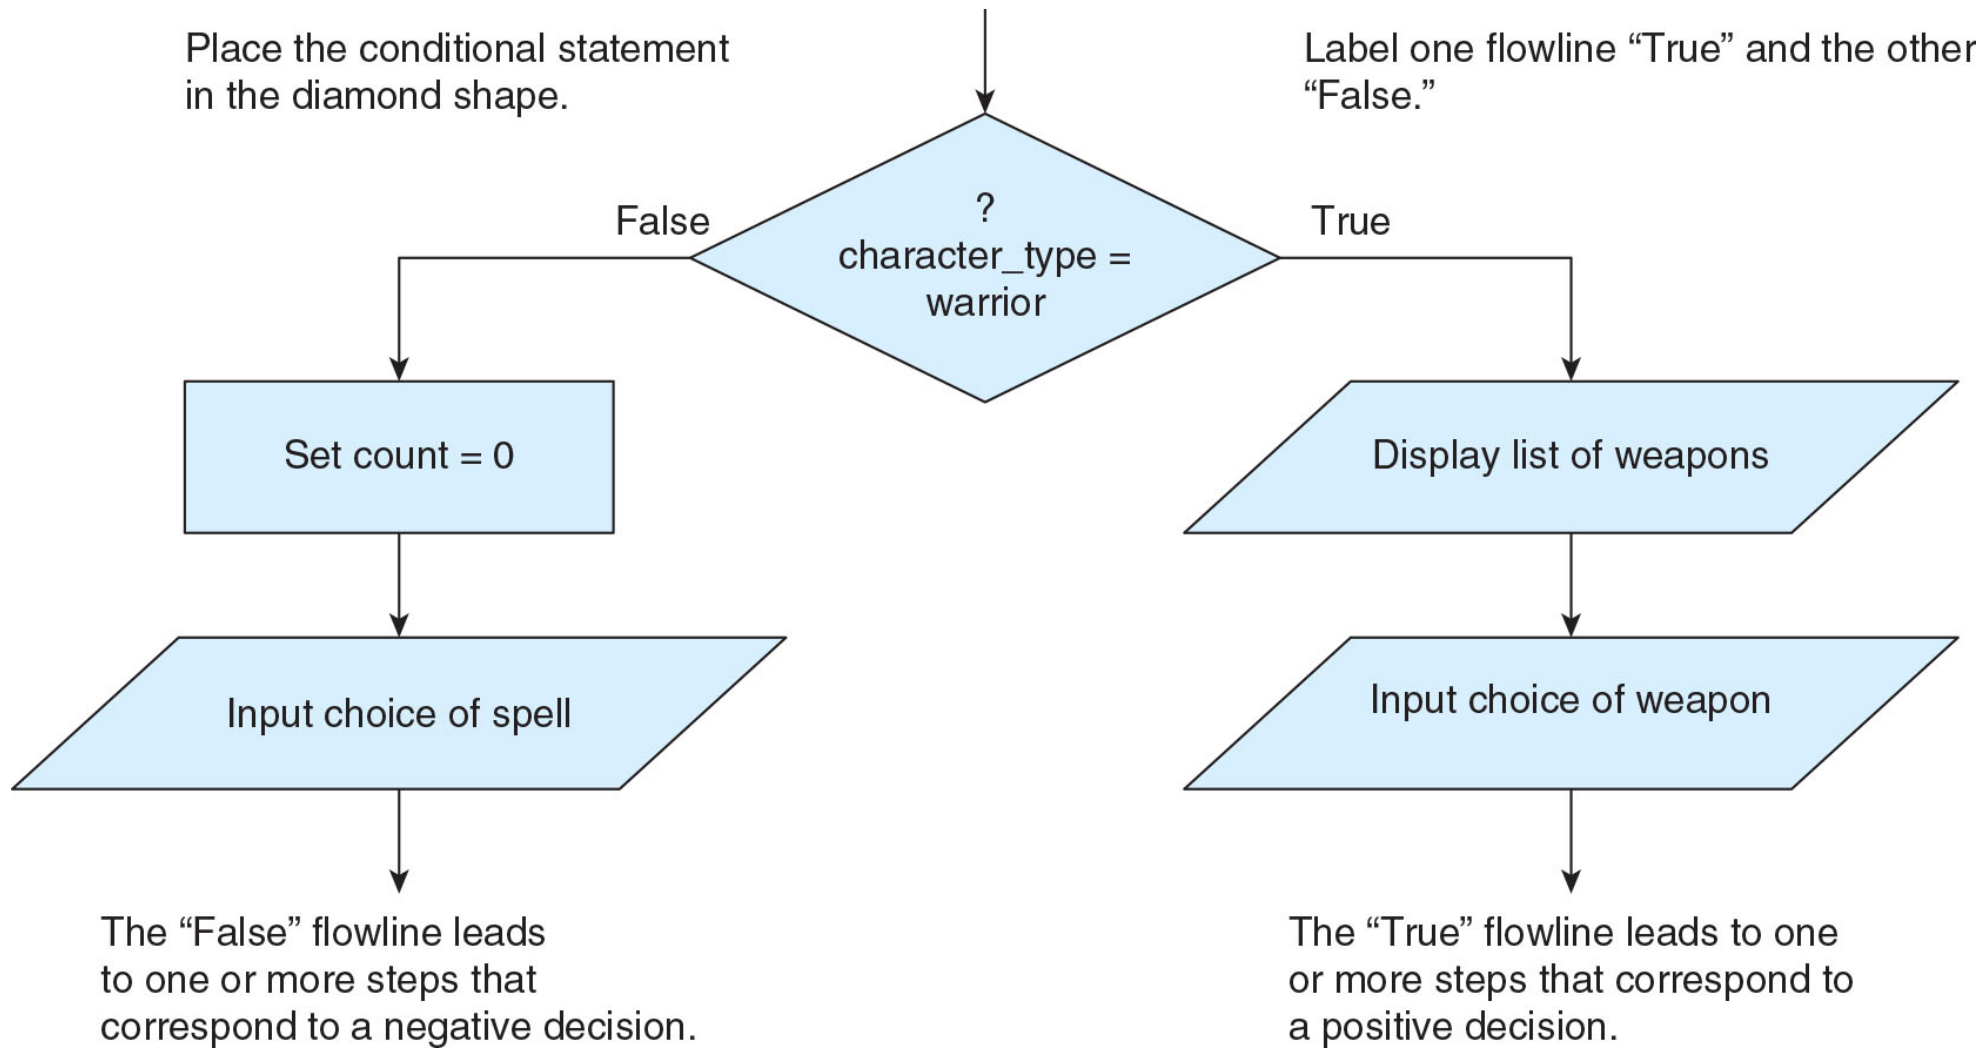 Place the conditional statement
in the diamond shape.
Label one flowline “True” and the other
“False.”
False
?
character_type =
warrior
True
Set count = 0
Display list of weapons
Input choice of spell
Input choice of weapon
The “False” flowline leads
to one or more steps that
correspond to a negative decision.
The “True” flowline leads to one
or more steps that correspond to
a positive decision.